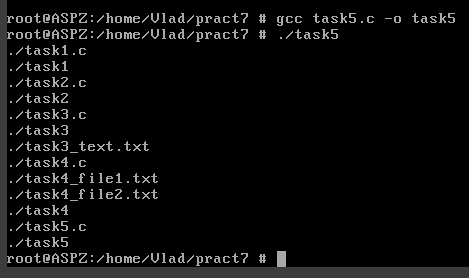 root@ASPZ:/home/Vlad/pract7 # gcc task5.c -o task5
root@ASPZ:/home/Vlad/pract7 # ./task5
./task1.c
./task1
./task2.c
./task2
./task3.c
./task3
./task3_text.txt
./task4.c
./task4_file1.txt
./task4_file2.txt
./task4
./task5.c
./task5
root@ASPZ:/home/Vlad/pract7 #